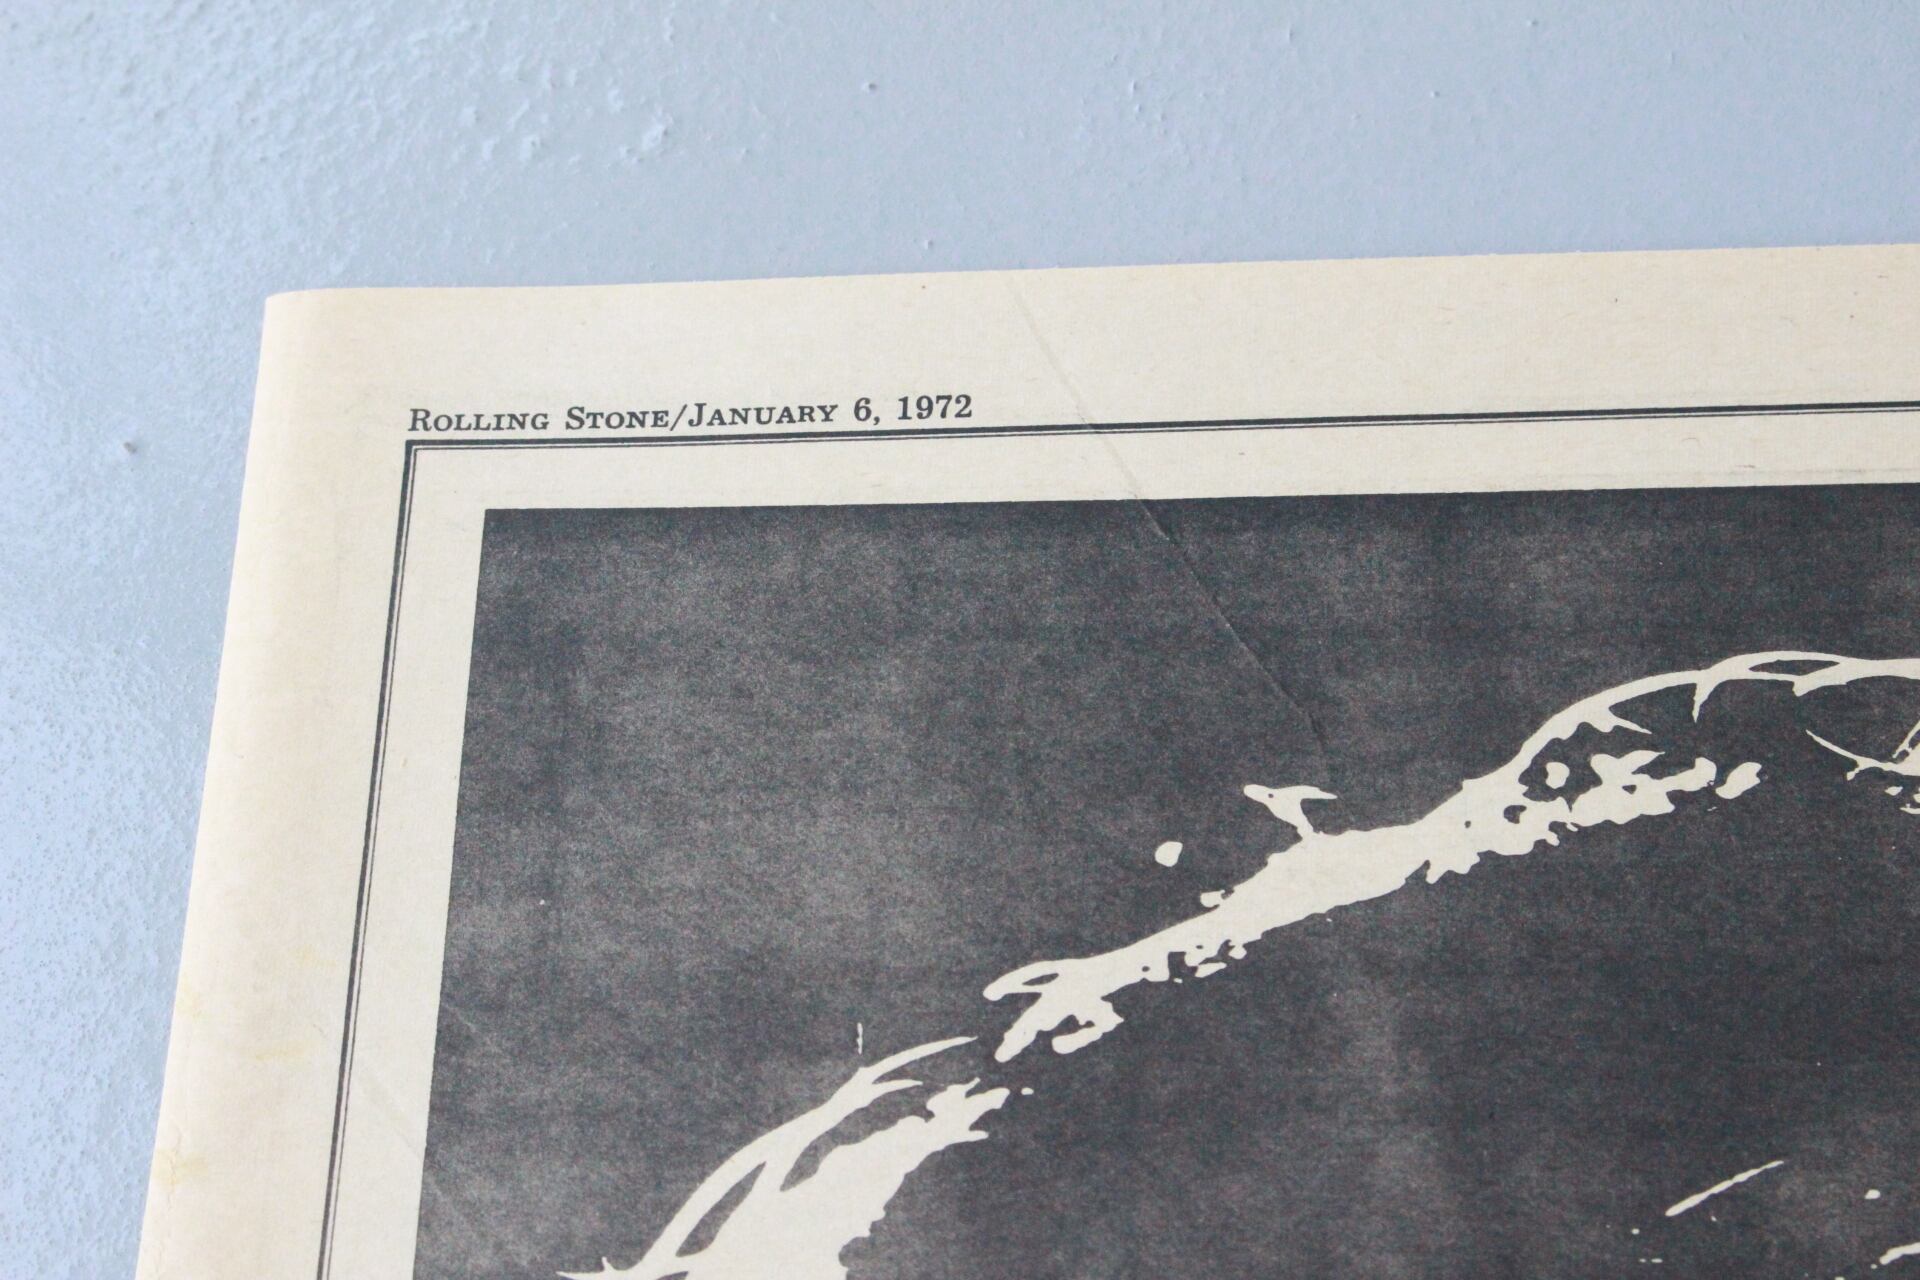 Rolling Stone/January 6, 1972